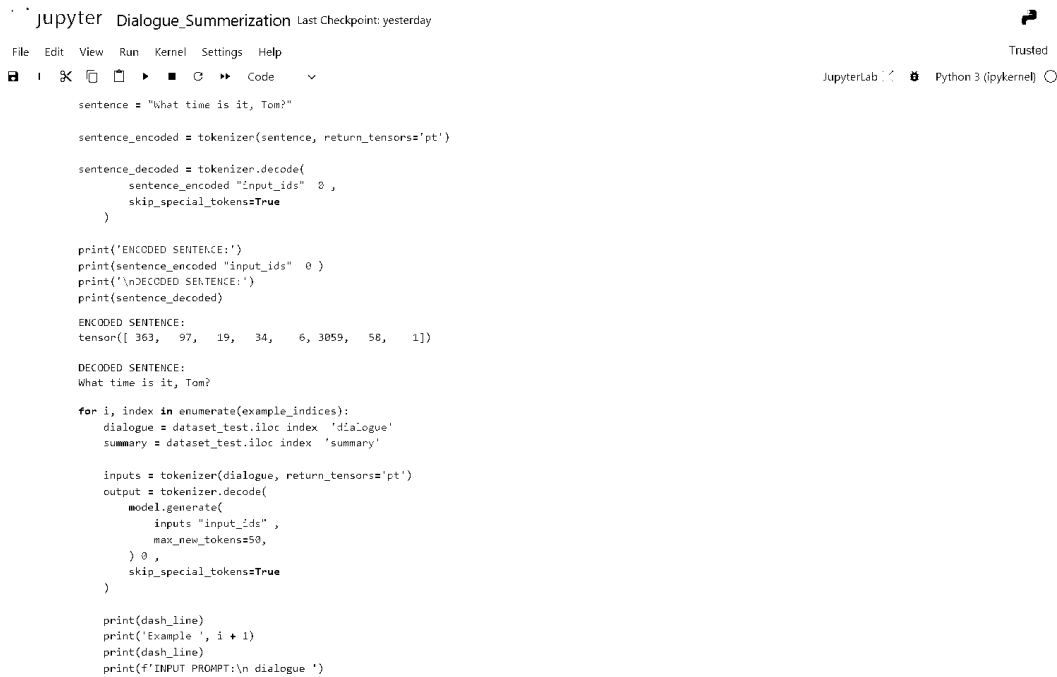 jupyter Dialogue_Summerization Last Checkpoint: yesterday
File Edit View Run Kernel Settings Help Trusted
Code JupyterLab Python 3 (ipykernel)
sentence = "What time is it, Tom?"
sentence_encoded = tokenizer(sentence, return_tensors='pt')
sentence_decoded = tokenizer.decode(
sentence_encoded "input_ids" 0 ,
skip_special_tokens=True
)
print('ENCODED SENTENCE:')
print(sentence_encoded "input_ids" 0 )
print('\nDECODED SENTENCE:')
print(sentence_decoded)
ENCODED SENTENCE:
tensor([ 363, 97, 19, 34, 6, 3059, 58, 1])
DECODED SENTENCE:
What time is it, Tom?
for i, index in enumerate(example_indices):
dialogue = dataset_test.iloc index 'dialogue'
summary = dataset_test.iloc index 'summary'
inputs = tokenizer(dialogue, return_tensors='pt')
output = tokenizer.decode(
model.generate(
inputs "input_ids" ,
max_new_tokens=50,
) 0 ,
skip_special_tokens=True
)
print(dash_line)
print('Example ', i + 1)
print(dash_line)
print(f'INPUT PROMPT:\n dialogue ')